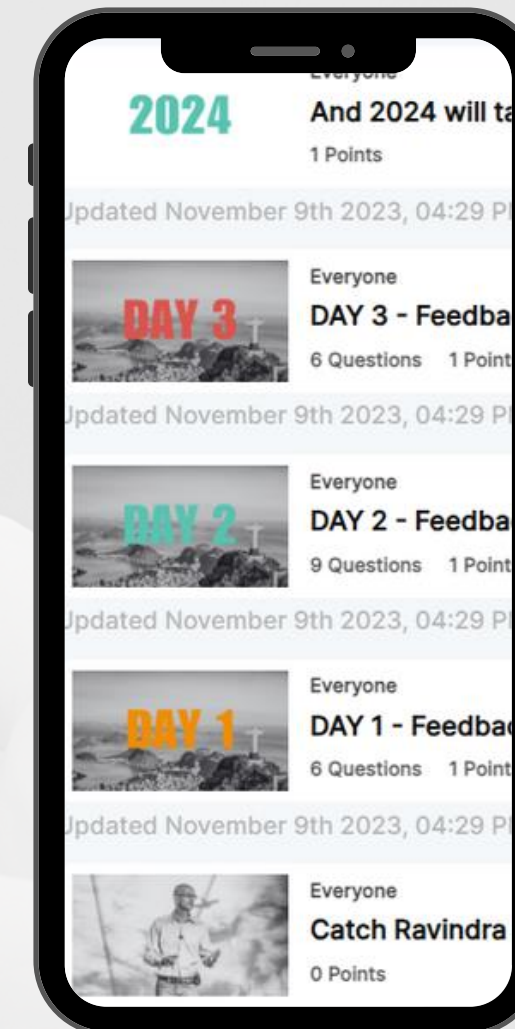 Everyone
2024
And 2024 will ta
1 Points
Updated November 9th 2023, 04:29 P
Everyone
DAY 3
DAY 3 - Feedba
6 Questions 1 Point
Updated November 9th 2023, 04:29 P
Everyone
DAY 2
DAY 2 - Feedba
9 Questions 1 Point
Updated November 9th 2023, 04:29 P
Everyone
DAY 1
DAY 1 - Feedbac
6 Questions 1 Point
Updated November 9th 2023, 04:29 P
Everyone
Catch Ravindra
0 Points